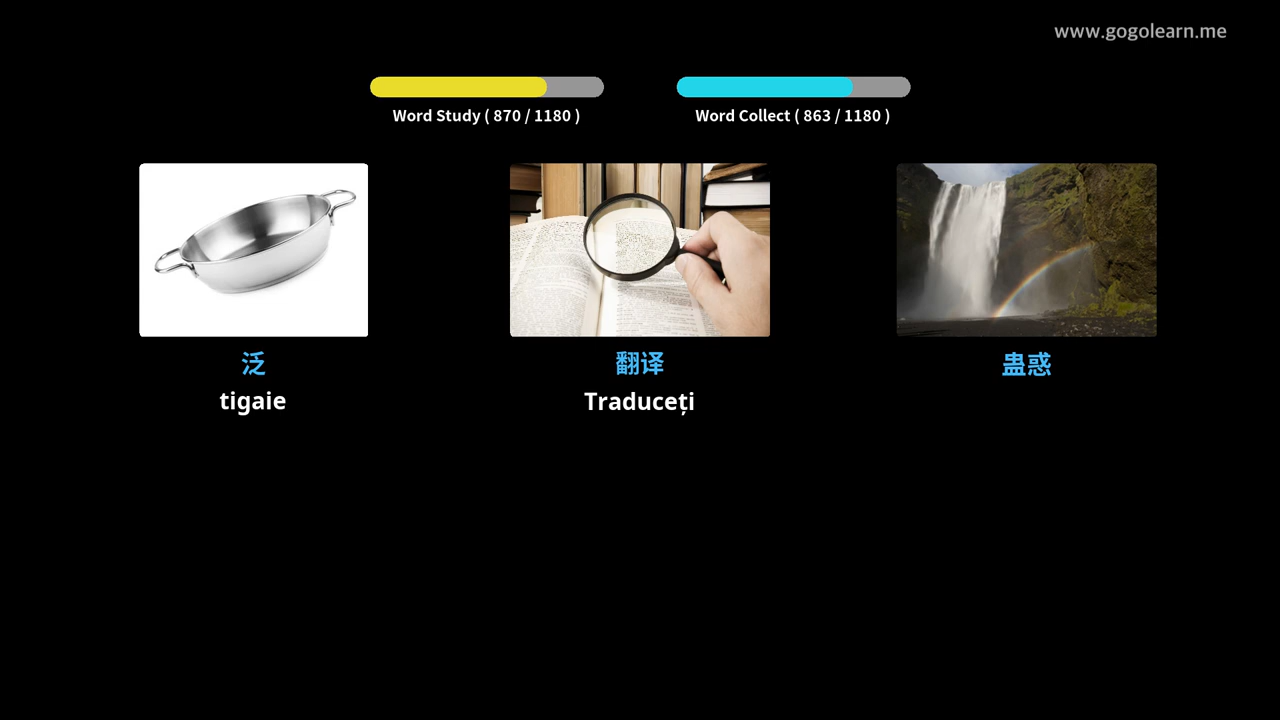 www.gogolearn.me
Word Study ( 870 / 1180 )
Word Collect ( 863 / 1180 )
泛
tigaie
翻译
Traduceți
蛊惑